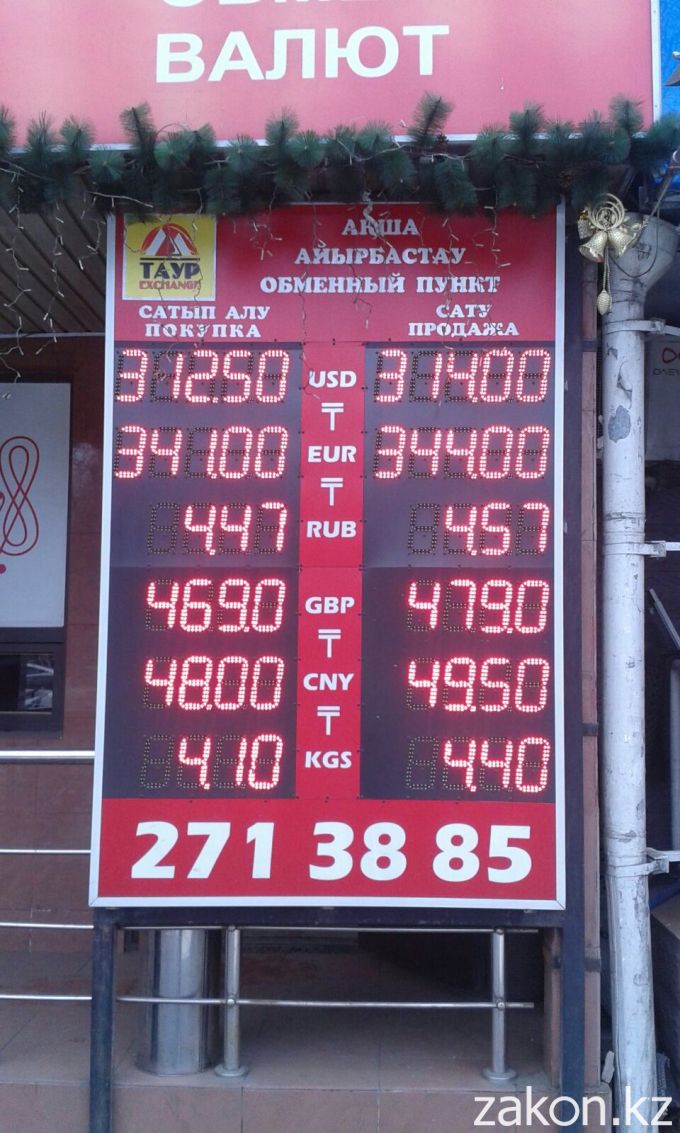 ВАЛЮТ
ТАУР
EXCHANGE
АҚША
АЙЫРБАСТАУ
ОБМЕННЫЙ ПУНКТ
САТЫП АЛУ САТУ
ПОКУПКА ПРОДАЖА
312.50 USD 314.00
341.00 EUR 344.00
4.47 RUB 4.57
469.0 GBP 479.0
48.00 CNY 49.50
4.10 KGS 4.40
271 38 85
zakon.kz